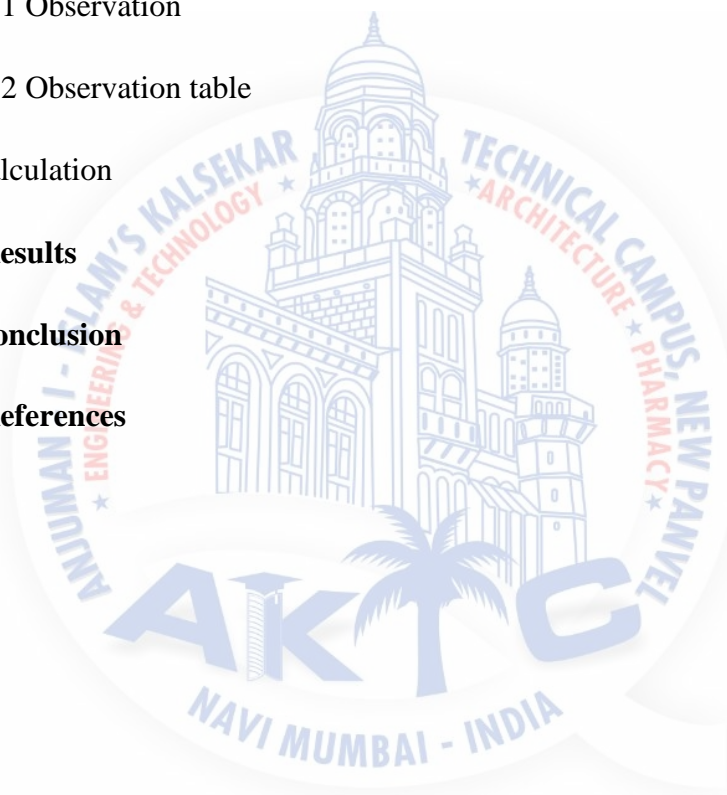 1 Observation
2 Observation table
lculation
esults
onclusion
eferences
ANJUMAN I - ISLAM'S KALSEKAR TECHNICAL CAMPUS, NEW PANVEL
★ ENGINEERING & TECHNOLOGY ★ ★ARCHITECTURE ★ PHARMACY★
AKTC
NAVI MUMBAI - INDIA